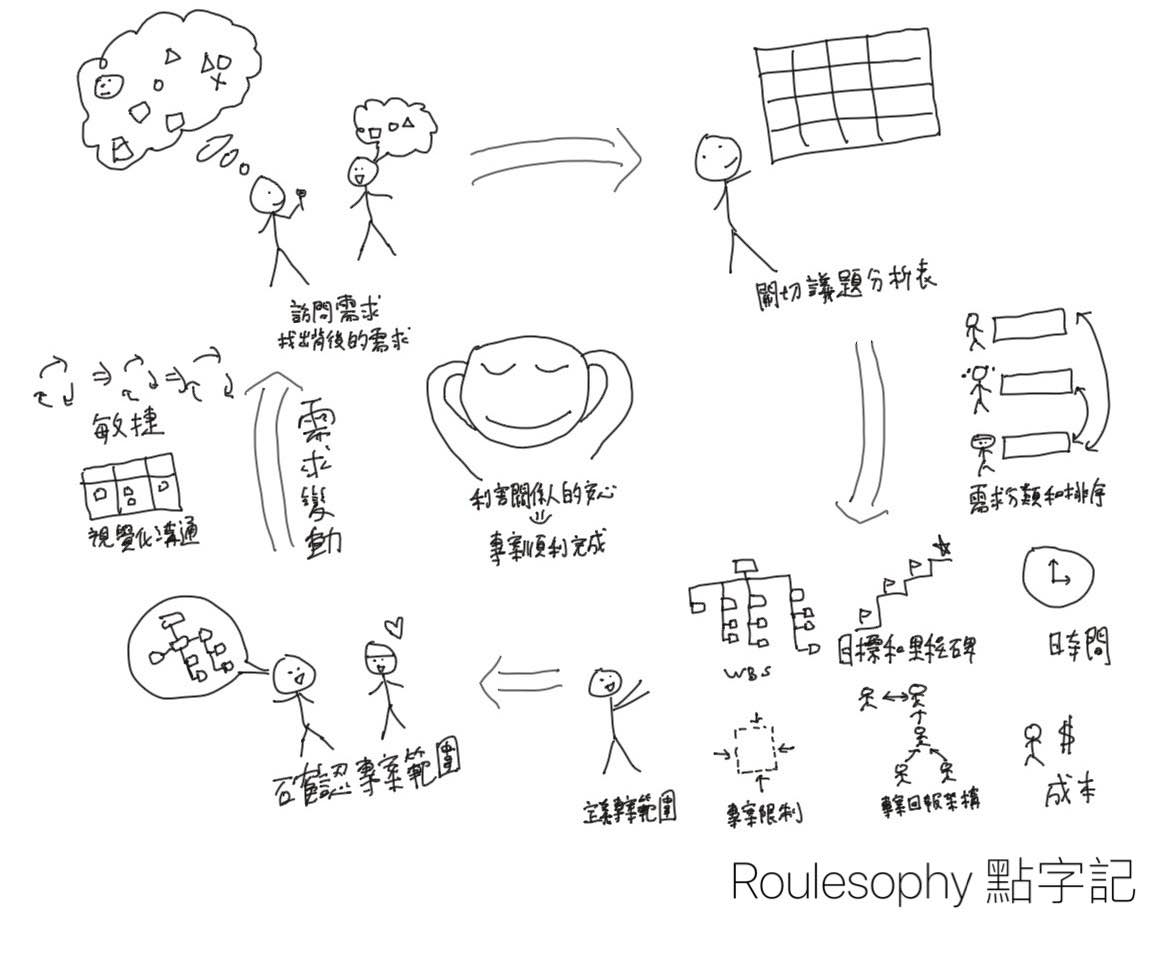 訪問需求
找出背後的需求
關切議題分析表
需求分類和排序
敏捷
視覺化溝通
需求變動
利害關係人的安心
專案順利完成
WBS
目標和里程碑
時間
專案限制
專案回報架構
$
成本
定義專案範圍
確認專案範圍
Roulesophy 點字記